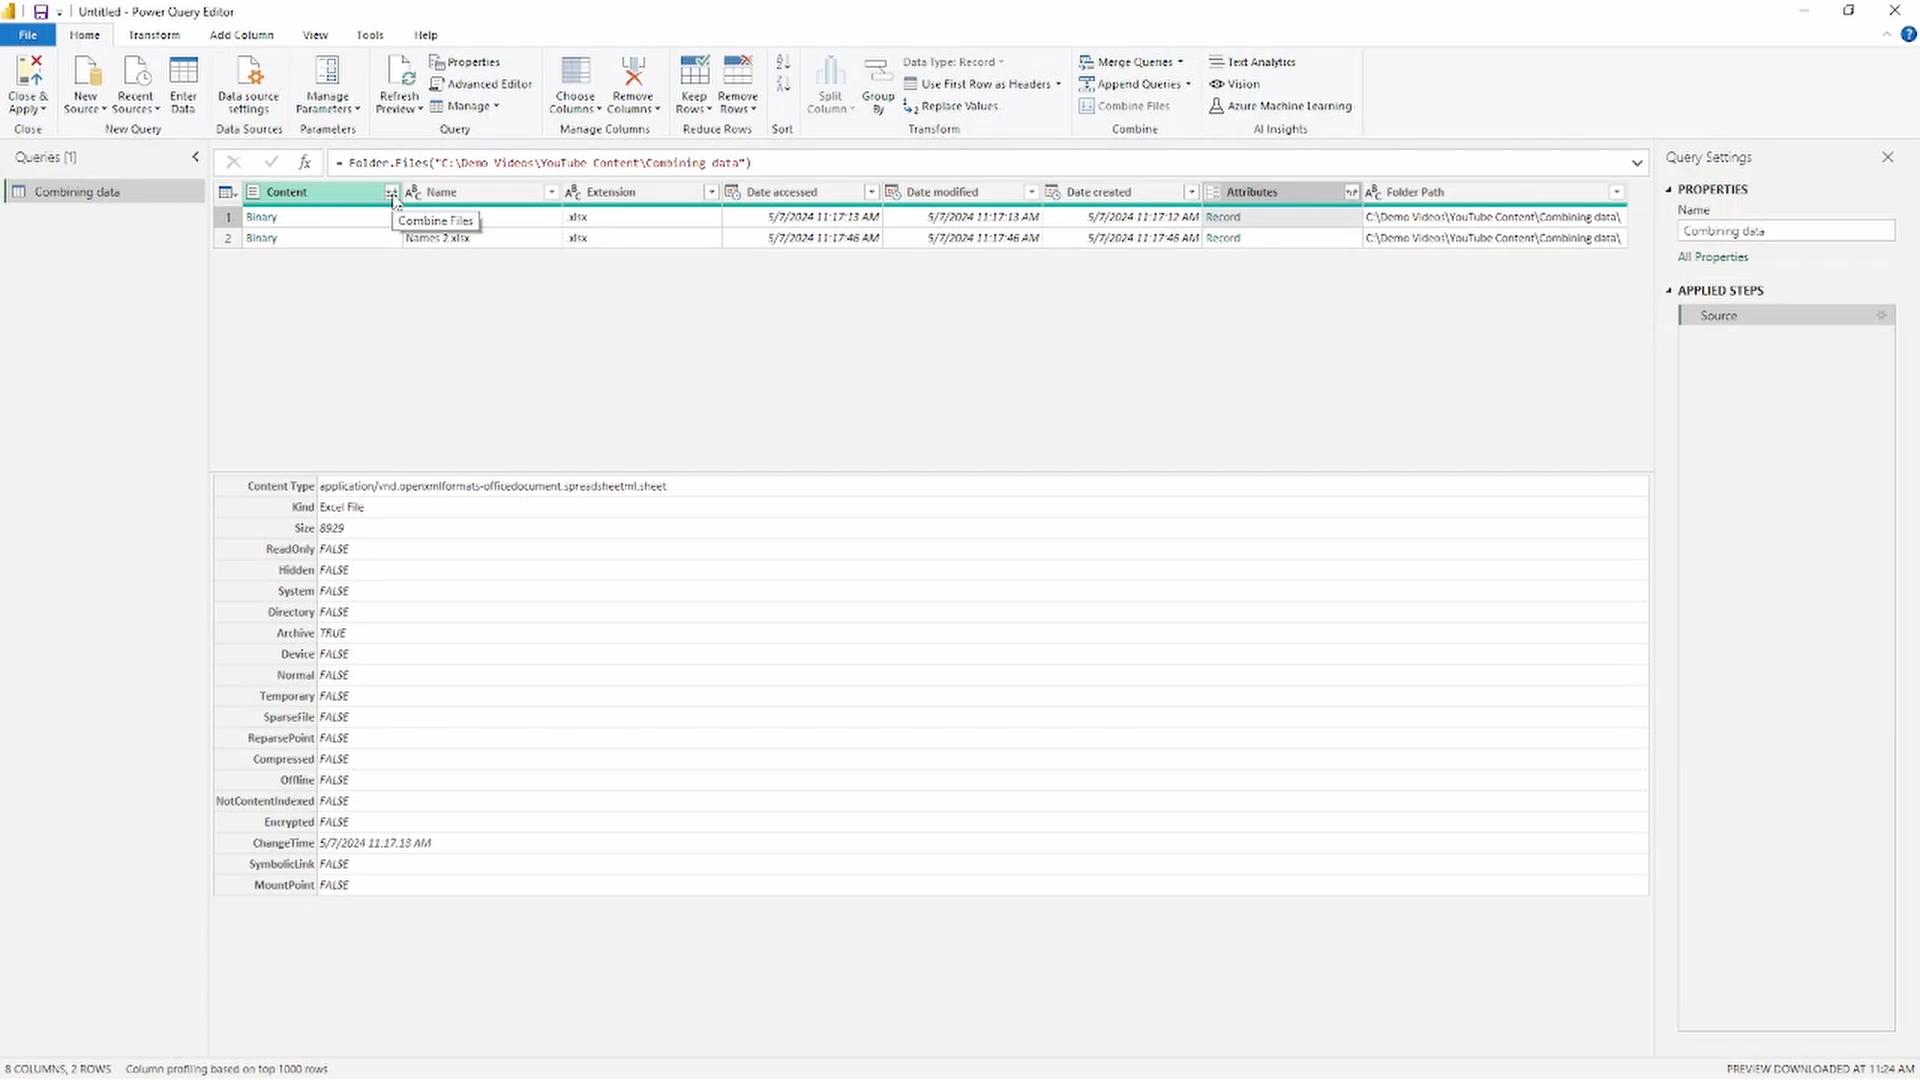 Untitled - Power Query Editor
File Home Transform Add Column View Tools Help
Close & Apply
New Source
Recent Sources
Enter Data
Data source settings
Manage Parameters
Refresh Preview
Properties
Advanced Editor
Manage
Choose Columns
Remove Columns
Keep Rows
Remove Rows
Split Column
Group By
Data Type: Record
Use First Row as Headers
Replace Values
Merge Queries
Append Queries
Combine Files
Text Analytics
Vision
Azure Machine Learning
Close New Query Data Sources Parameters Query Manage Columns Reduce Rows Sort Transform Combine AI Insights
Queries [1]
Combining data
fx = Folder.Files("C:\Demo Videos\YouTube Content\Combining data")
Content Name Extension Date accessed Date modified Date created Attributes Folder Path
1 Binary .xlsx 5/7/2024 11:17:13 AM 5/7/2024 11:17:13 AM 5/7/2024 11:17:12 AM Record C:\Demo Videos\YouTube Content\Combining data\
Combine Files
2 Binary Names 2.xlsx .xlsx 5/7/2024 11:17:46 AM 5/7/2024 11:17:46 AM 5/7/2024 11:17:46 AM Record C:\Demo Videos\YouTube Content\Combining data\
Content Type application/vnd.openxmlformats-officedocument.spreadsheetml.sheet
Kind Excel File
Size 8929
ReadOnly FALSE
Hidden FALSE
System FALSE
Directory FALSE
Archive TRUE
Device FALSE
Normal FALSE
Temporary FALSE
SparseFile FALSE
ReparsePoint FALSE
Compressed FALSE
Offline FALSE
NotContentIndexed FALSE
Encrypted FALSE
ChangeTime 5/7/2024 11:17:13 AM
SymbolicLink FALSE
MountPoint FALSE
Query Settings
PROPERTIES
Name
Combining data
All Properties
APPLIED STEPS
Source
8 COLUMNS, 2 ROWS Column profiling based on top 1000 rows
PREVIEW DOWNLOADED AT 11:24 AM